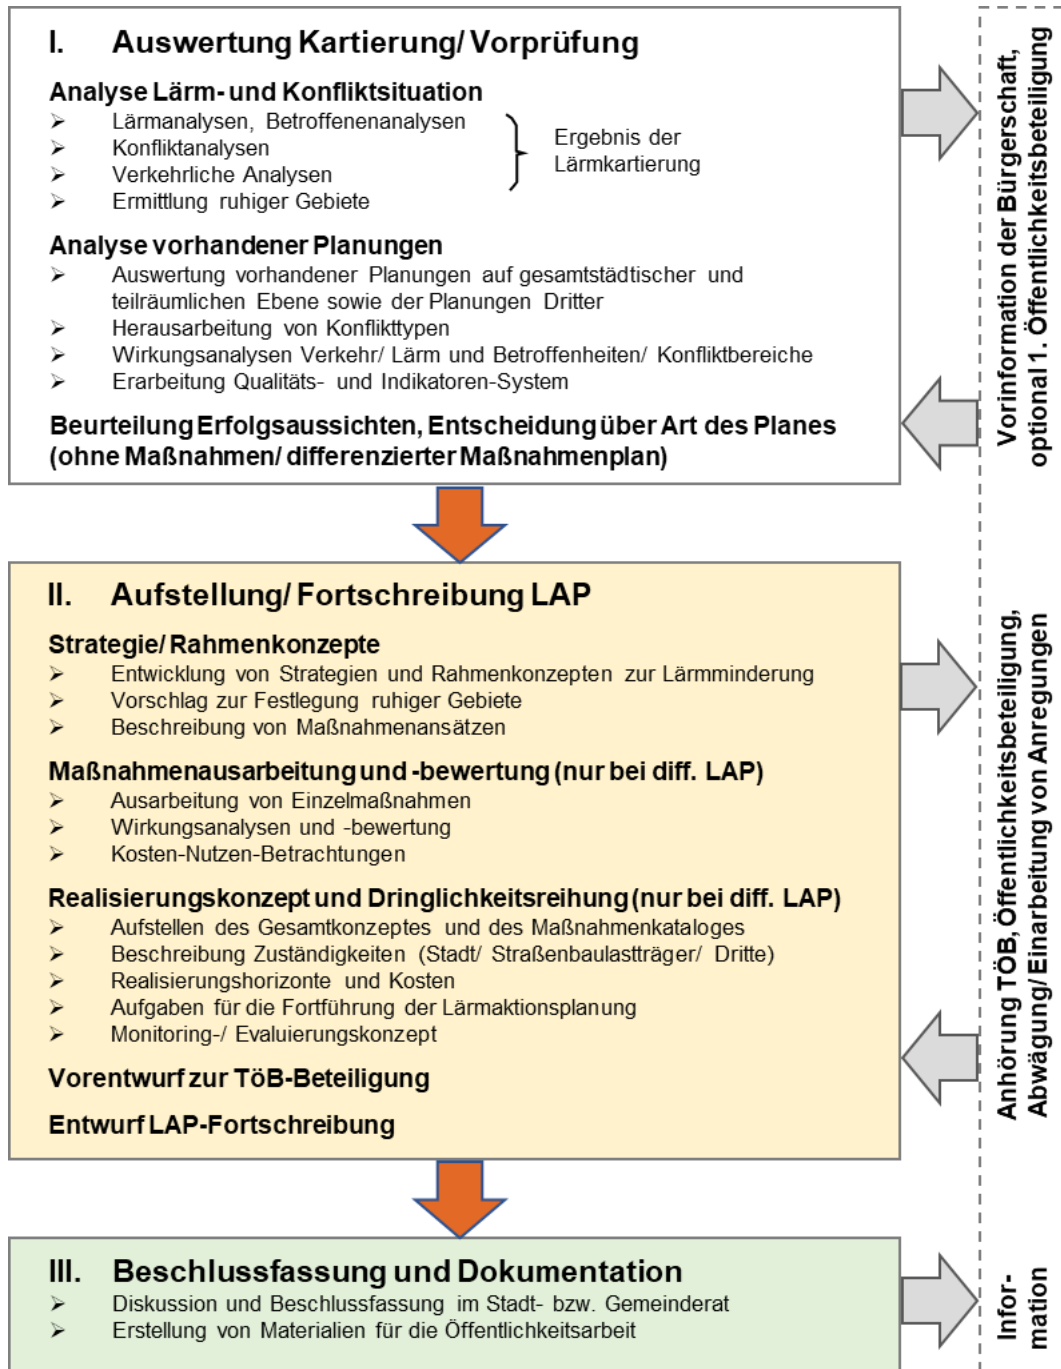 I. Auswertung Kartierung/ Vorprüfung
Analyse Lärm- und Konfliktsituation
➢ Lärmanalysen, Betroffenenanalysen
➢ Konfliktanalysen
➢ Verkehrliche Analysen
➢ Ermittlung ruhiger Gebiete
Ergebnis der
Lärmkartierung
Analyse vorhandener Planungen
➢ Auswertung vorhandener Planungen auf gesamtstädtischer und
teilräumlichen Ebene sowie der Planungen Dritter
➢ Herausarbeitung von Konflikttypen
➢ Wirkungsanalysen Verkehr/ Lärm und Betroffenheiten/ Konfliktbereiche
➢ Erarbeitung Qualitäts- und Indikatoren-System
Beurteilung Erfolgsaussichten, Entscheidung über Art des Planes
(ohne Maßnahmen/ differenzierter Maßnahmenplan)
Vorinformation der Bürgerschaft,
optional 1. Öffentlichkeitsbeteiligung
II. Aufstellung/ Fortschreibung LAP
Strategie/ Rahmenkonzepte
➢ Entwicklung von Strategien und Rahmenkonzepten zur Lärmminderung
➢ Vorschlag zur Festlegung ruhiger Gebiete
➢ Beschreibung von Maßnahmenansätzen
Maßnahmenausarbeitung und -bewertung (nur bei diff. LAP)
➢ Ausarbeitung von Einzelmaßnahmen
➢ Wirkungsanalysen und -bewertung
➢ Kosten-Nutzen-Betrachtungen
Realisierungskonzept und Dringlichkeitsreihung (nur bei diff. LAP)
➢ Aufstellen des Gesamtkonzeptes und des Maßnahmenkataloges
➢ Beschreibung Zuständigkeiten (Stadt/ Straßenbaulastträger/ Dritte)
➢ Realisierungshorizonte und Kosten
➢ Aufgaben für die Fortführung der Lärmaktionsplanung
➢ Monitoring-/ Evaluierungskonzept
Vorentwurf zur TöB-Beteiligung
Entwurf LAP-Fortschreibung
Anhörung TÖB, Öffentlichkeitsbeteiligung,
Abwägung/ Einarbeitung von Anregungen
III. Beschlussfassung und Dokumentation
➢ Diskussion und Beschlussfassung im Stadt- bzw. Gemeinderat
➢ Erstellung von Materialien für die Öffentlichkeitsarbeit
Infor-
mation